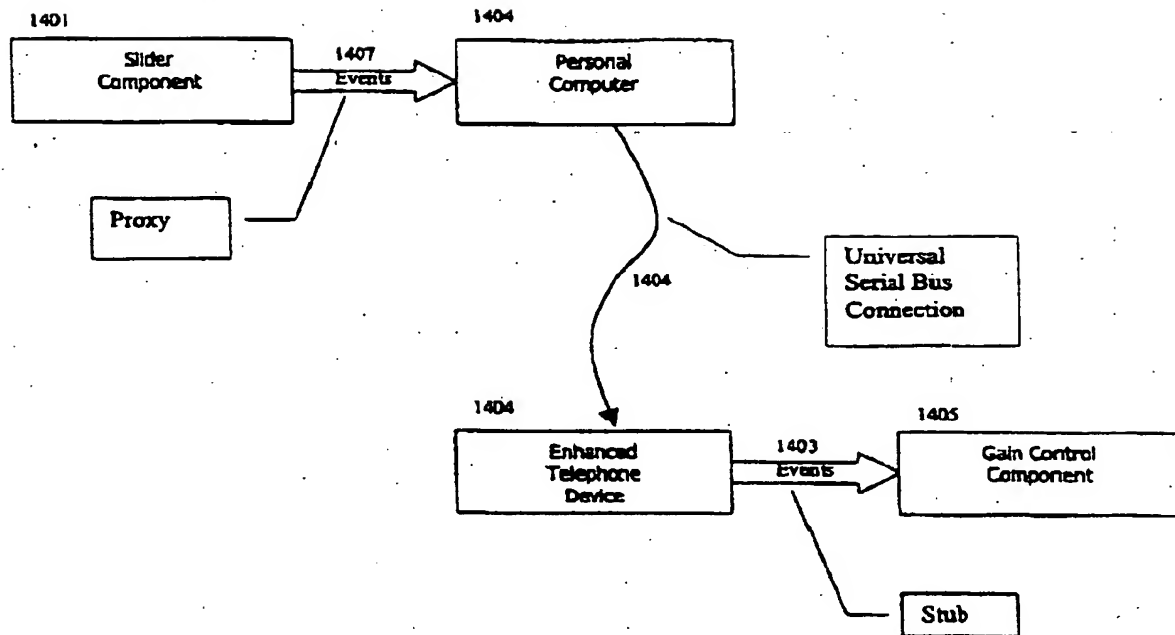 1401
Slider
Component
1407
Events
1404
Personal
Computer
Proxy
Universal
Serial Bus
Connection
1404
1404
Enhanced
Telephone
Device
1403
Events
1405
Gain Control
Component
Stub